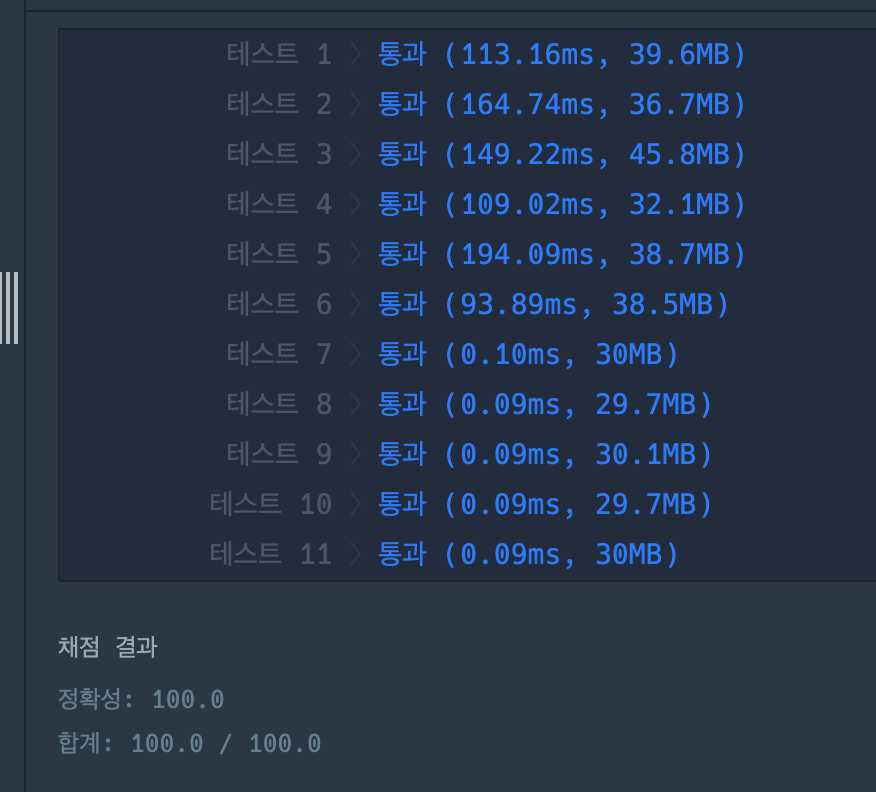 테스트 1 〉 통과 (113.16ms, 39.6MB)
테스트 2 〉 통과 (164.74ms, 36.7MB)
테스트 3 〉 통과 (149.22ms, 45.8MB)
테스트 4 〉 통과 (109.02ms, 32.1MB)
테스트 5 〉 통과 (194.09ms, 38.7MB)
테스트 6 〉 통과 (93.89ms, 38.5MB)
테스트 7 〉 통과 (0.10ms, 30MB)
테스트 8 〉 통과 (0.09ms, 29.7MB)
테스트 9 〉 통과 (0.09ms, 30.1MB)
테스트 10 〉 통과 (0.09ms, 29.7MB)
테스트 11 〉 통과 (0.09ms, 30MB)
채점 결과
정확성: 100.0
합계: 100.0 / 100.0